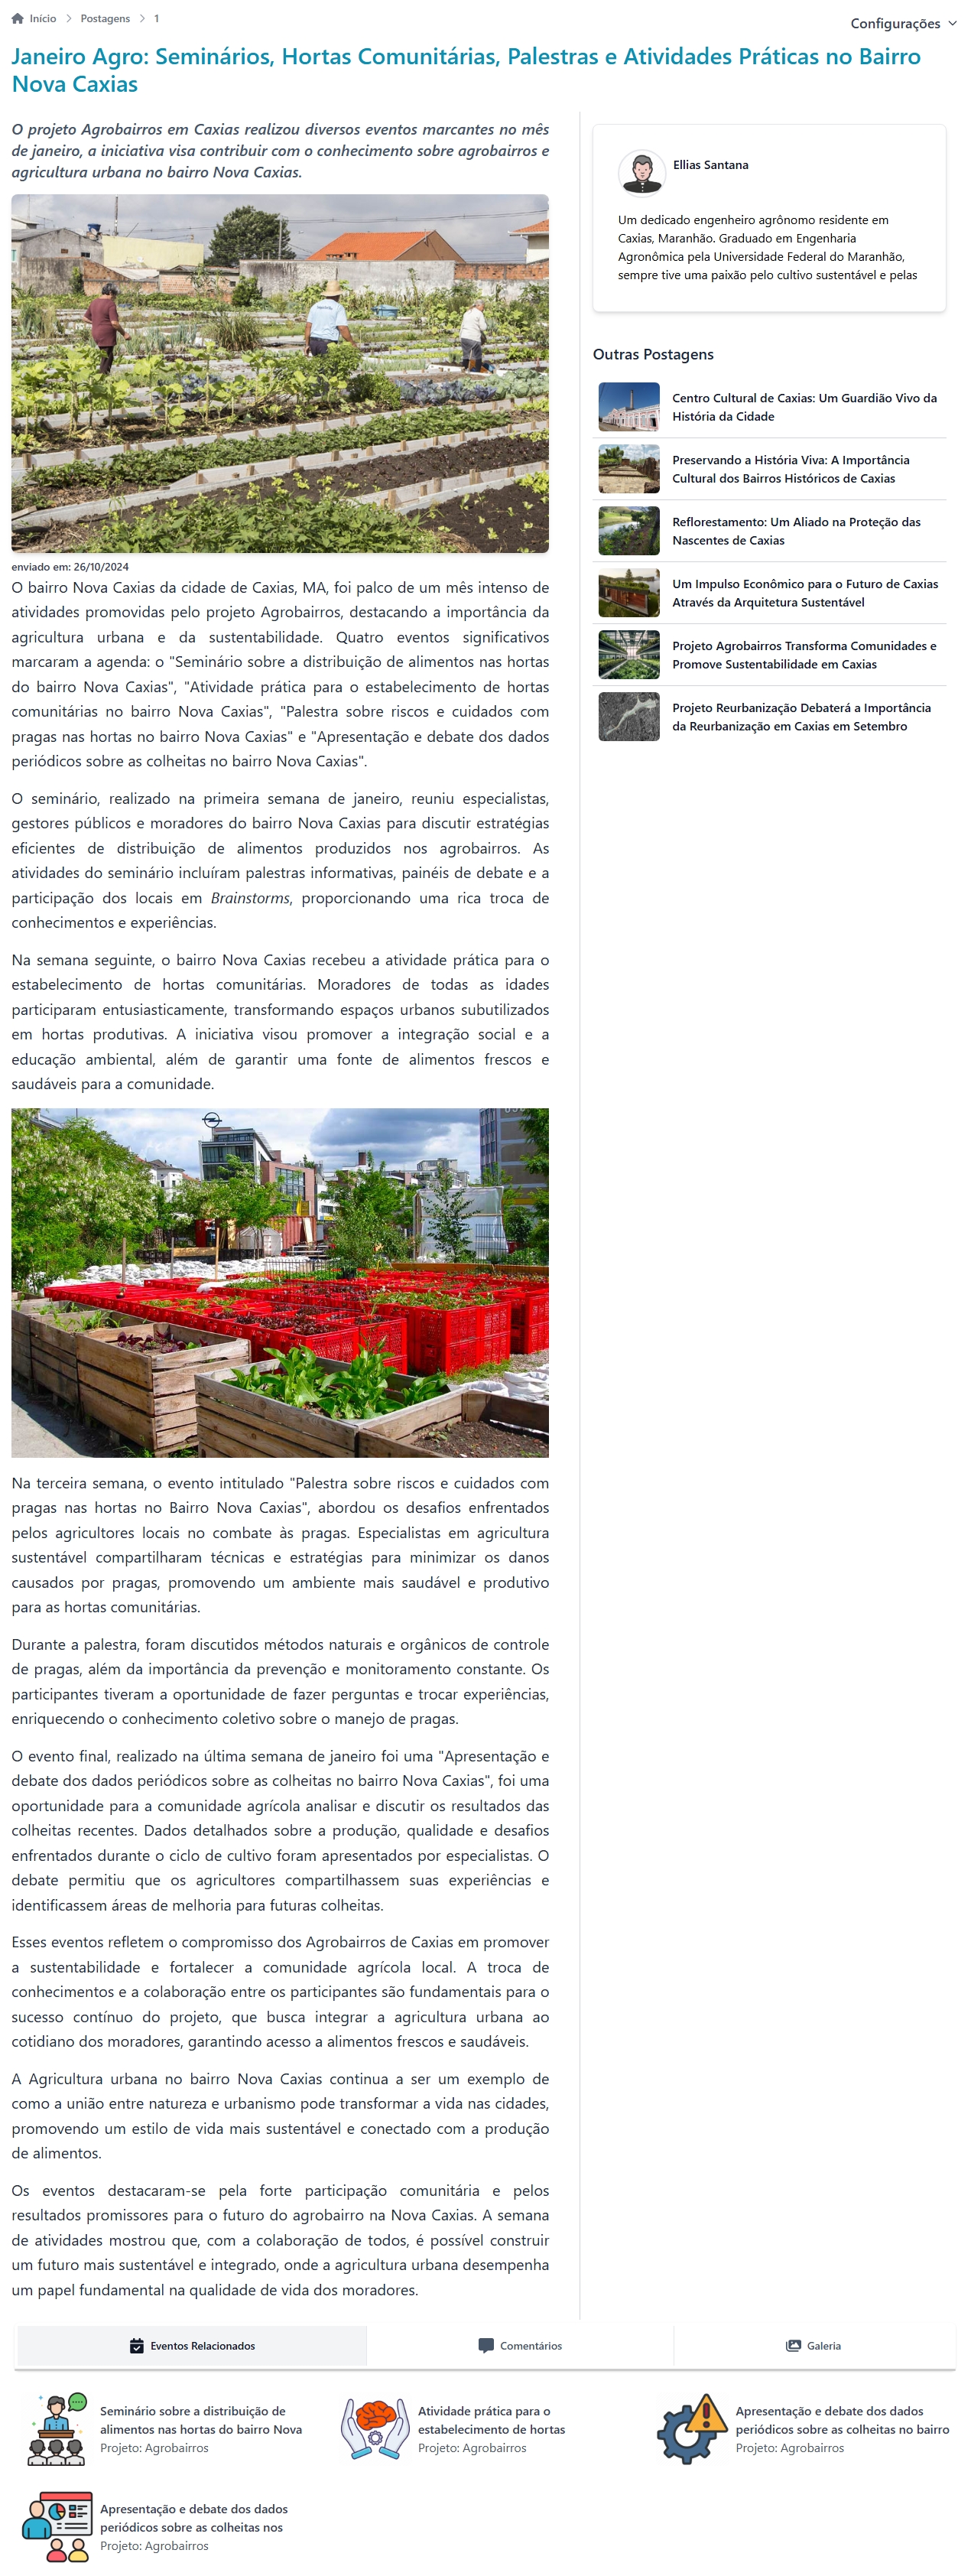 Início
Postagens
1
Configurações
Janeiro Agro: Seminários, Hortas Comunitárias, Palestras e Atividades Práticas no Bairro
Nova Caxias
O projeto Agrobairros em Caxias realizou diversos eventos marcantes no mês
de janeiro, a iniciativa visa contribuir com o conhecimento sobre agrobairros e
agricultura urbana no bairro Nova Caxias.
enviado em: 26/10/2024
O bairro Nova Caxias da cidade de Caxias, MA, foi palco de um mês intenso de
atividades promovidas pelo projeto Agrobairros, destacando a importância da
agricultura urbana e da sustentabilidade. Quatro eventos significativos
marcaram a agenda: o "Seminário sobre a distribuição de alimentos nas hortas
do bairro Nova Caxias", "Atividade prática para o estabelecimento de hortas
comunitárias no bairro Nova Caxias", "Palestra sobre riscos e cuidados com
pragas nas hortas no bairro Nova Caxias" e "Apresentação e debate dos dados
periódicos sobre as colheitas no bairro Nova Caxias".
O seminário, realizado na primeira semana de janeiro, reuniu especialistas,
gestores públicos e moradores do bairro Nova Caxias para discutir estratégias
eficientes de distribuição de alimentos produzidos nos agrobairros. As
atividades do seminário incluíram palestras informativas, painéis de debate e a
participação dos locais em Brainstorms, proporcionando uma rica troca de
conhecimentos e experiências.
Na semana seguinte, o bairro Nova Caxias recebeu a atividade prática para o
estabelecimento de hortas comunitárias. Moradores de todas as idades
participaram entusiasticamente, transformando espaços urbanos subutilizados
em hortas produtivas. A iniciativa visou promover a integração social e a
educação ambiental, além de garantir uma fonte de alimentos frescos e
saudáveis para a comunidade.
Na terceira semana, o evento intitulado "Palestra sobre riscos e cuidados com
pragas nas hortas no Bairro Nova Caxias", abordou os desafios enfrentados
pelos agricultores locais no combate às pragas. Especialistas em agricultura
sustentável compartilharam técnicas e estratégias para minimizar os danos
causados por pragas, promovendo um ambiente mais saudável e produtivo
para as hortas comunitárias.
Durante a palestra, foram discutidos métodos naturais e orgânicos de controle
de pragas, além da importância da prevenção e monitoramento constante. Os
participantes tiveram a oportunidade de fazer perguntas e trocar experiências,
enriquecendo o conhecimento coletivo sobre o manejo de pragas.
O evento final, realizado na última semana de janeiro foi uma "Apresentação e
debate dos dados periódicos sobre as colheitas no bairro Nova Caxias", foi uma
oportunidade para a comunidade agrícola analisar e discutir os resultados das
colheitas recentes. Dados detalhados sobre a produção, qualidade e desafios
enfrentados durante o ciclo de cultivo foram apresentados por especialistas. O
debate permitiu que os agricultores compartilhassem suas experiências e
identificassem áreas de melhoria para futuras colheitas.
Esses eventos refletem o compromisso dos Agrobairros de Caxias em promover
a sustentabilidade e fortalecer a comunidade agrícola local. A troca de
conhecimentos e a colaboração entre os participantes são fundamentais para o
sucesso contínuo do projeto, que busca integrar a agricultura urbana ao
cotidiano dos moradores, garantindo acesso a alimentos frescos e saudáveis.
A Agricultura urbana no bairro Nova Caxias continua a ser um exemplo de
como a união entre natureza e urbanismo pode transformar a vida nas cidades,
promovendo um estilo de vida mais sustentável e conectado com a produção
de alimentos.
Os eventos destacaram-se pela forte participação comunitária e pelos
resultados promissores para o futuro do agrobairro na Nova Caxias. A semana
de atividades mostrou que, com a colaboração de todos, é possível construir
um futuro mais sustentável e integrado, onde a agricultura urbana desempenha
um papel fundamental na qualidade de vida dos moradores.
Ellias Santana
Um dedicado engenheiro agrônomo residente em
Caxias, Maranhão. Graduado em Engenharia
Agronômica pela Universidade Federal do Maranhão,
sempre tive uma paixão pelo cultivo sustentável e pelas
Outras Postagens
Centro Cultural de Caxias: Um Guardião Vivo da
História da Cidade
Preservando a História Viva: A Importância
Cultural dos Bairros Históricos de Caxias
Reflorestamento: Um Aliado na Proteção das
Nascentes de Caxias
Um Impulso Econômico para o Futuro de Caxias
Através da Arquitetura Sustentável
Projeto Agrobairros Transforma Comunidades e
Promove Sustentabilidade em Caxias
Projeto Reurbanização Debaterá a Importância
da Reurbanização em Caxias em Setembro
Eventos Relacionados
Comentários
Galeria
Seminário sobre a distribuição de
alimentos nas hortas do bairro Nova
Projeto: Agrobairros
Atividade prática para o
estabelecimento de hortas
Projeto: Agrobairros
Apresentação e debate dos dados
periódicos sobre as colheitas no bairro
Projeto: Agrobairros
Apresentação e debate dos dados
periódicos sobre as colheitas nos
Projeto: Agrobairros